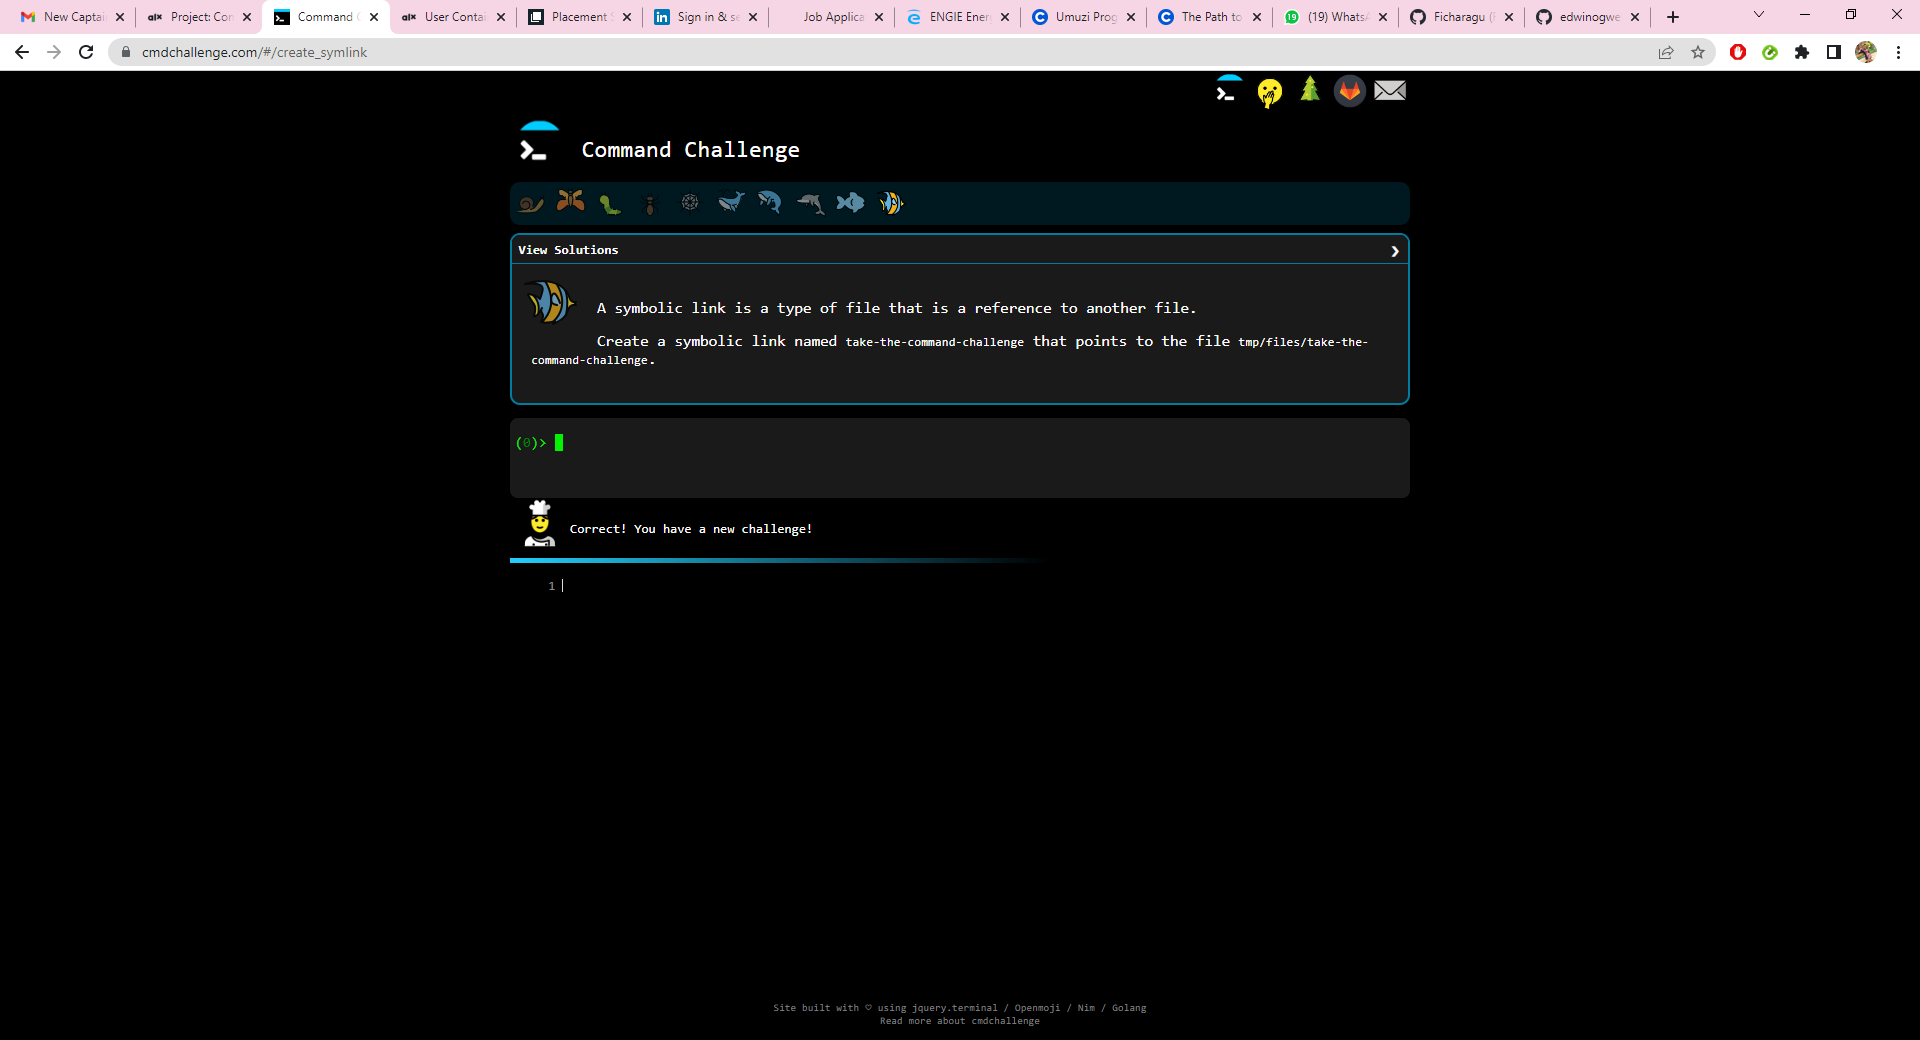 New Captai
Project: Con
Command C
User Contai
Placement S
Sign in & se
Job Applica
ENGIE Ener
Umuzi Prog
The Path to
(19) WhatsA
Ficharagu (F
edwinogwe
cmdchallenge.com/#/create_symlink
Command Challenge
View Solutions
A symbolic link is a type of file that is a reference to another file.
Create a symbolic link named take-the-command-challenge that points to the file tmp/files/take-the-
command-challenge.
(0)>
Correct! You have a new challenge!
1
Site built with ♡ using jquery.terminal / Openmoji / Nim / Golang
Read more about cmdchallenge